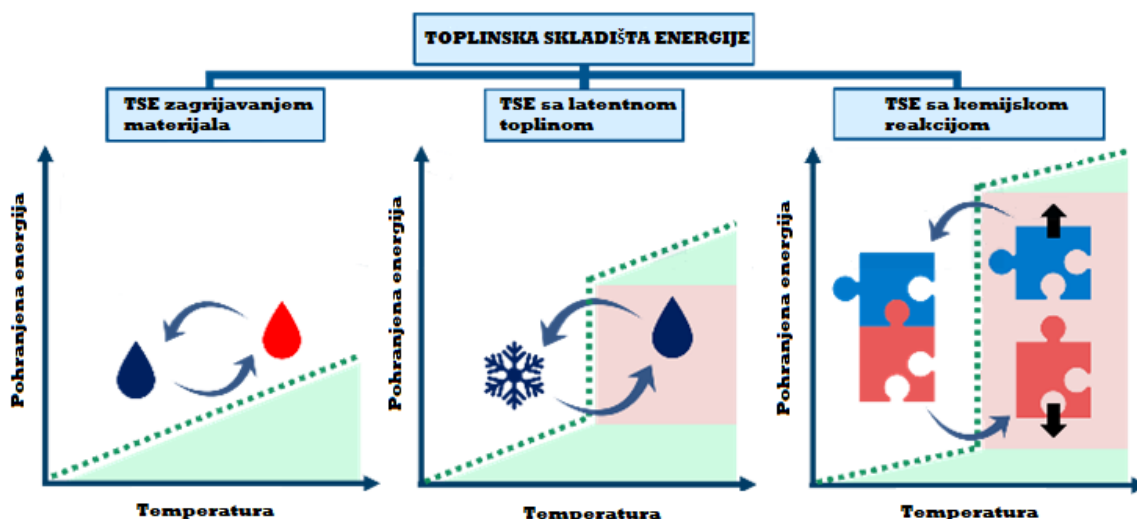 TOPLINSKA SKLADIŠTA ENERGIJE
TSE zagrijavanjem
materijala
TSE sa latentnom
toplinom
TSE sa kemijskom
reakcijom
Pohranjena energija
Temperatura
Pohranjena energija
Temperatura
Pohranjena energija
Temperatura